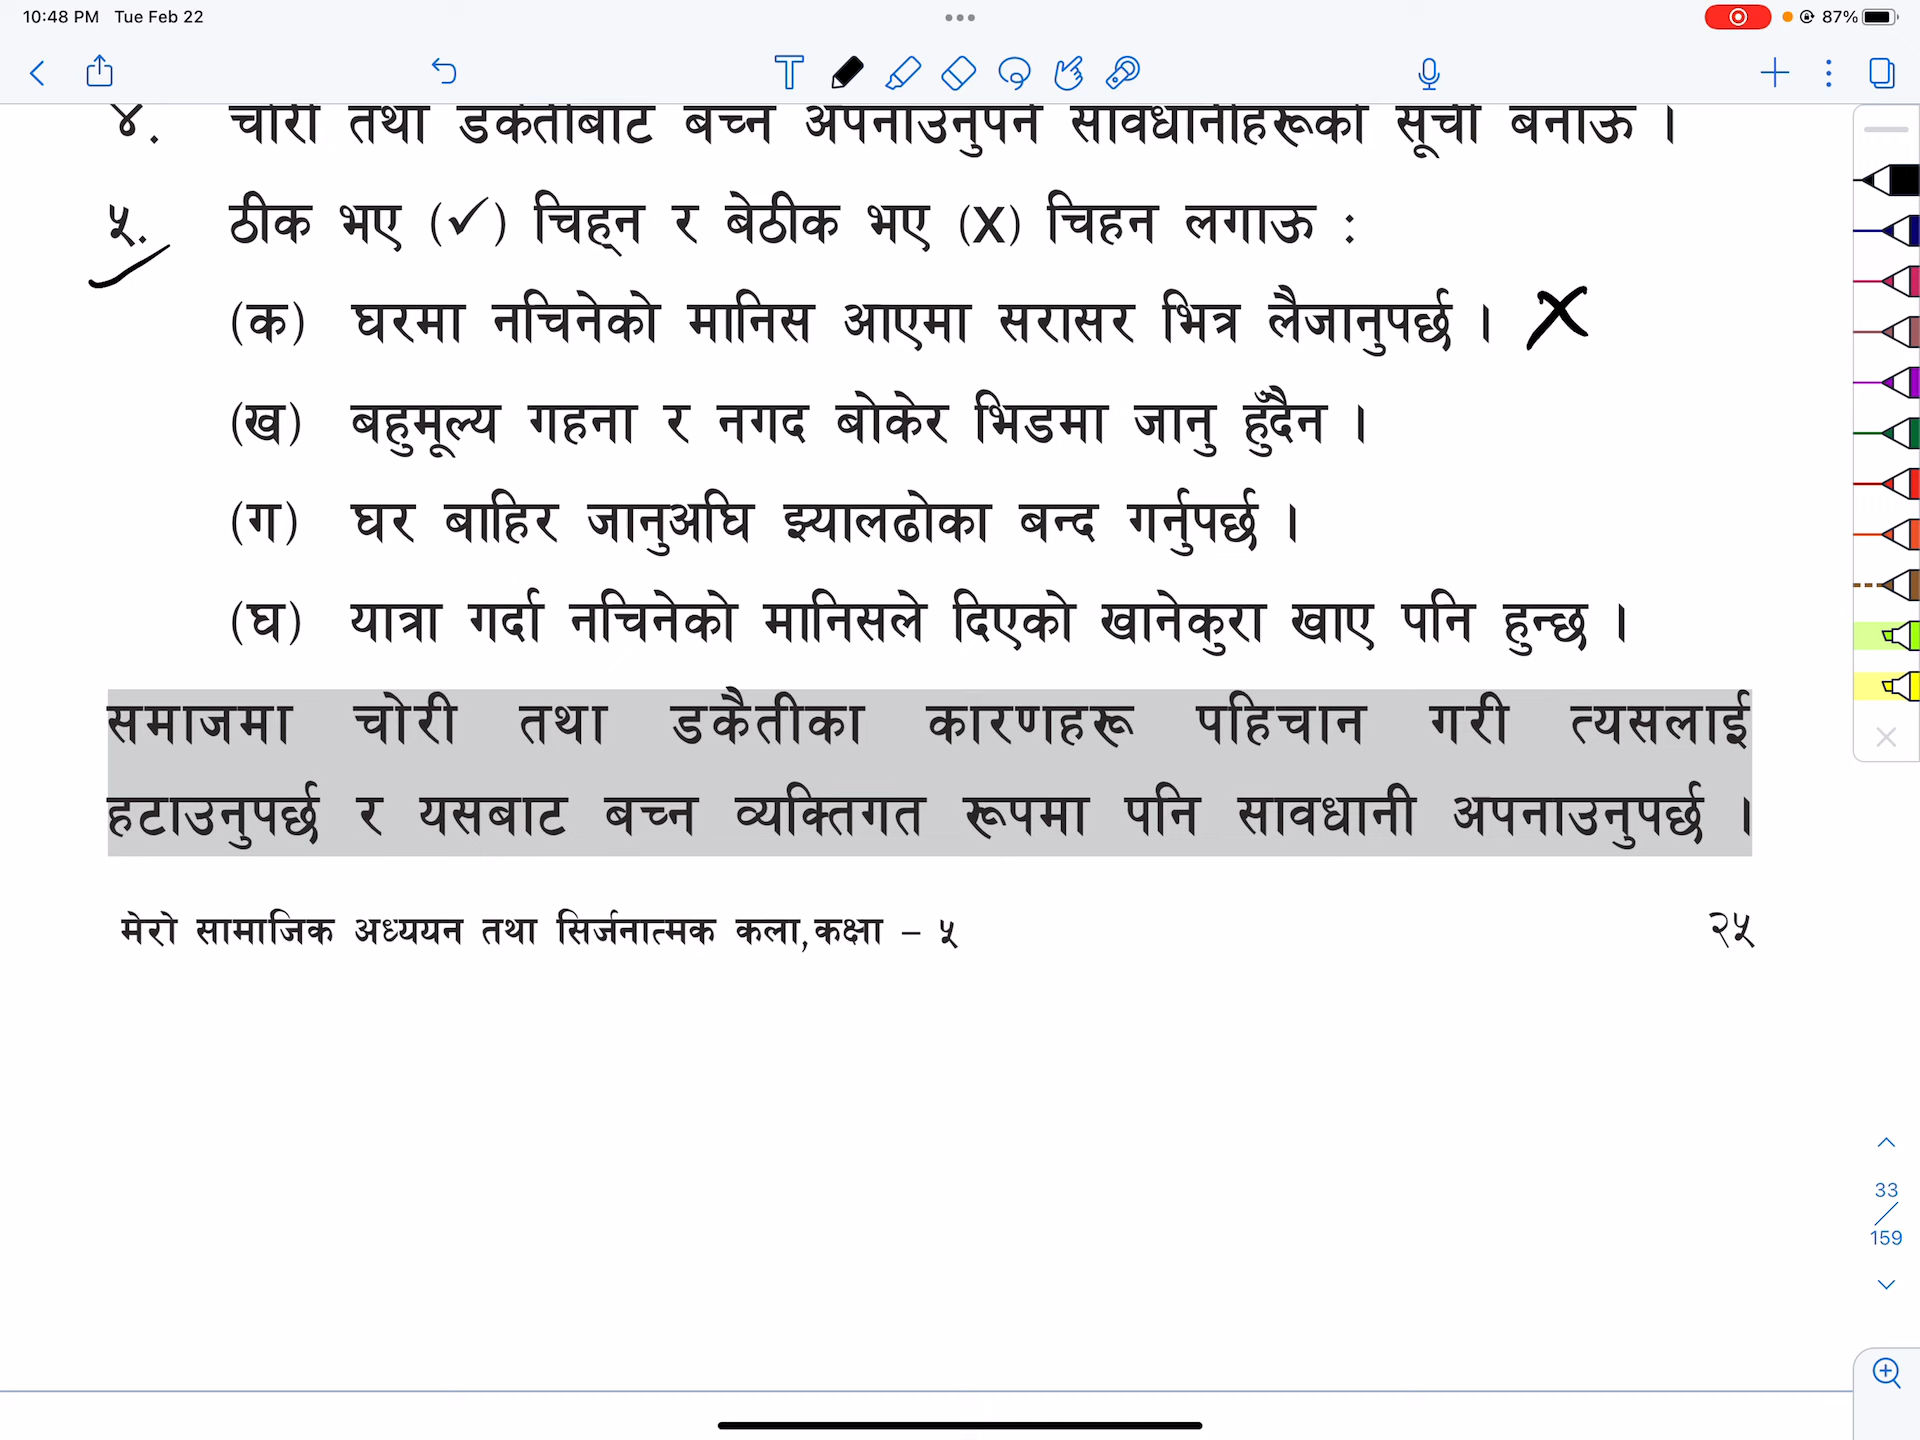 10:48 PM Tue Feb 22
87%
४. चोरी तथा डकैतीबाट बच्न अपनाउनुपर्ने सावधानीहरूको सूची बनाऊ ।
५. ठीक भए (✓) चिह्न र बेठीक भए (X) चिहन लगाऊ :
(क) घरमा नचिनेको मानिस आएमा सरासर भित्र लैजानुपर्छ । X
(ख) बहुमूल्य गहना र नगद बोकेर भिडमा जानु हुँदैन ।
(ग) घर बाहिर जानुअघि झ्यालढोका बन्द गर्नुपर्छ ।
(घ) यात्रा गर्दा नचिनेको मानिसले दिएको खानेकुरा खाए पनि हुन्छ ।
समाजमा चोरी तथा डकैतीका कारणहरू पहिचान गरी त्यसलाई
हटाउनुपर्छ र यसबाट बच्न व्यक्तिगत रूपमा पनि सावधानी अपनाउनुपर्छ ।
मेरो सामाजिक अध्ययन तथा सिर्जनात्मक कला,कक्षा – ५ २५
33
/
159